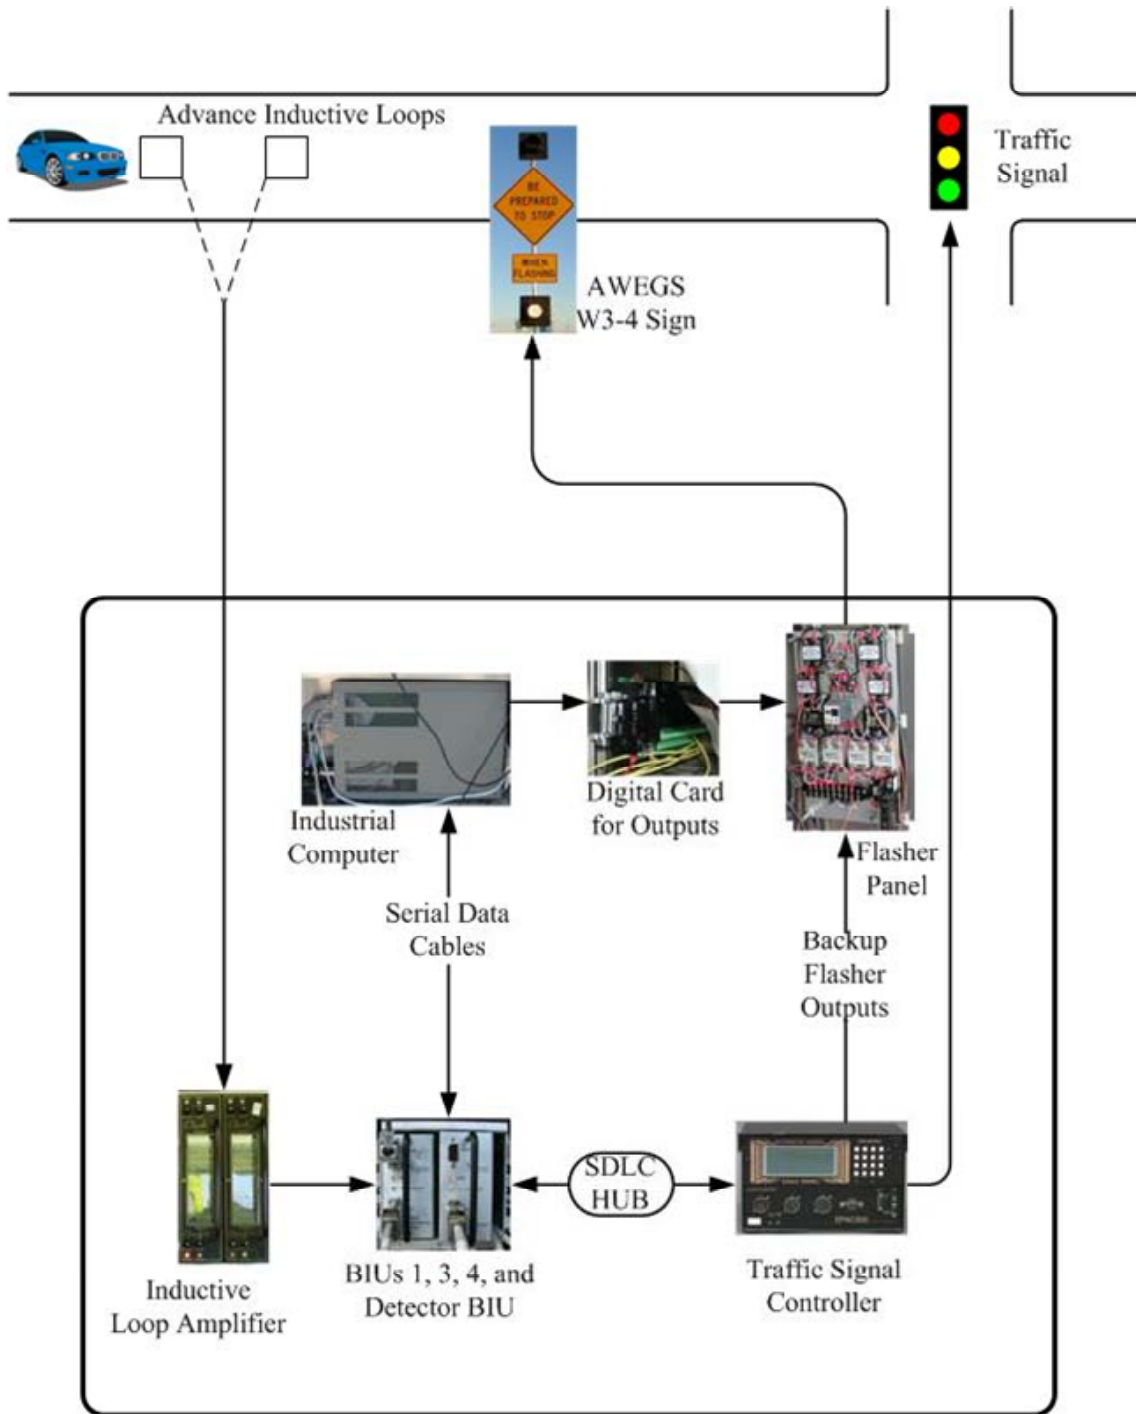 Advance Inductive Loops
Traffic
Signal
BE
PREPARED
TO STOP
WHEN
FLASHING
AWEGS
W3-4 Sign
Industrial
Computer
Digital Card
for Outputs
Flasher
Panel
Serial Data
Cables
Backup
Flasher
Outputs
SDLC
HUB
Inductive
Loop Amplifier
BIUs 1, 3, 4, and
Detector BIU
Traffic Signal
Controller